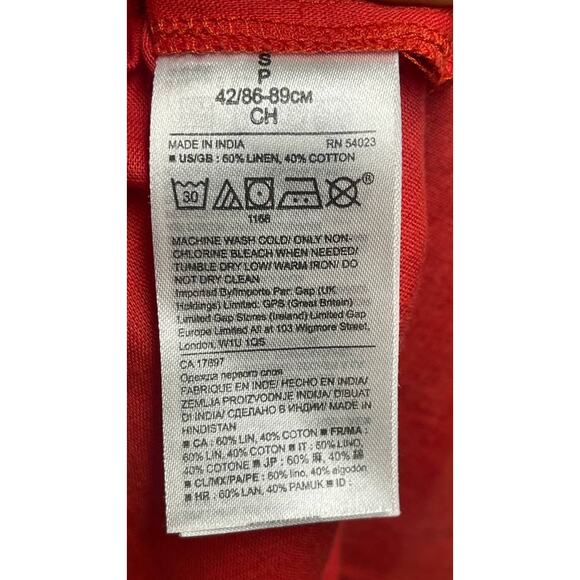 S
P
42/86-89CM
CH
MADE IN INDIA RN 54023
■ US/GB : 60% LINEN, 40% COTTON
30
®
1166
MACHINE WASH COLD/ ONLY NON-
CHLORINE BLEACH WHEN NEEDED/
TUMBLE DRY LOW/ WARM IRON/ DO
NOT DRY CLEAN
Imported By/Importe Par: Gap (UK
Holdings) Limited: GPS (Great Britain)
Limited Gap Stores (Ireland) Limited Gap
Europe Limited All at 103 Wigmore Street,
London, W1U 1QS
CA 17897
Одежда первого слоя
FABRIQUE EN INDE/ HECHO EN INDIA/
ZEMLJA PROIZVODNJE INDIJA/ DIBUAT
DI INDIA/ СДЕЛАНО В ИНДИИ/ MADE IN
HINDISTAN
■ CA : 60% LIN, 40% COTON ■ FR/MA :
60% LIN, 40% COTON ■ IT : 60% LINO,
40% COTONE ■ JP : 60% 麻, 40% 綿
■ CL/MX/PA/PE : 60% lino, 40% algodón
■ HR : 60% LAN, 40% PAMUK ■ ID :